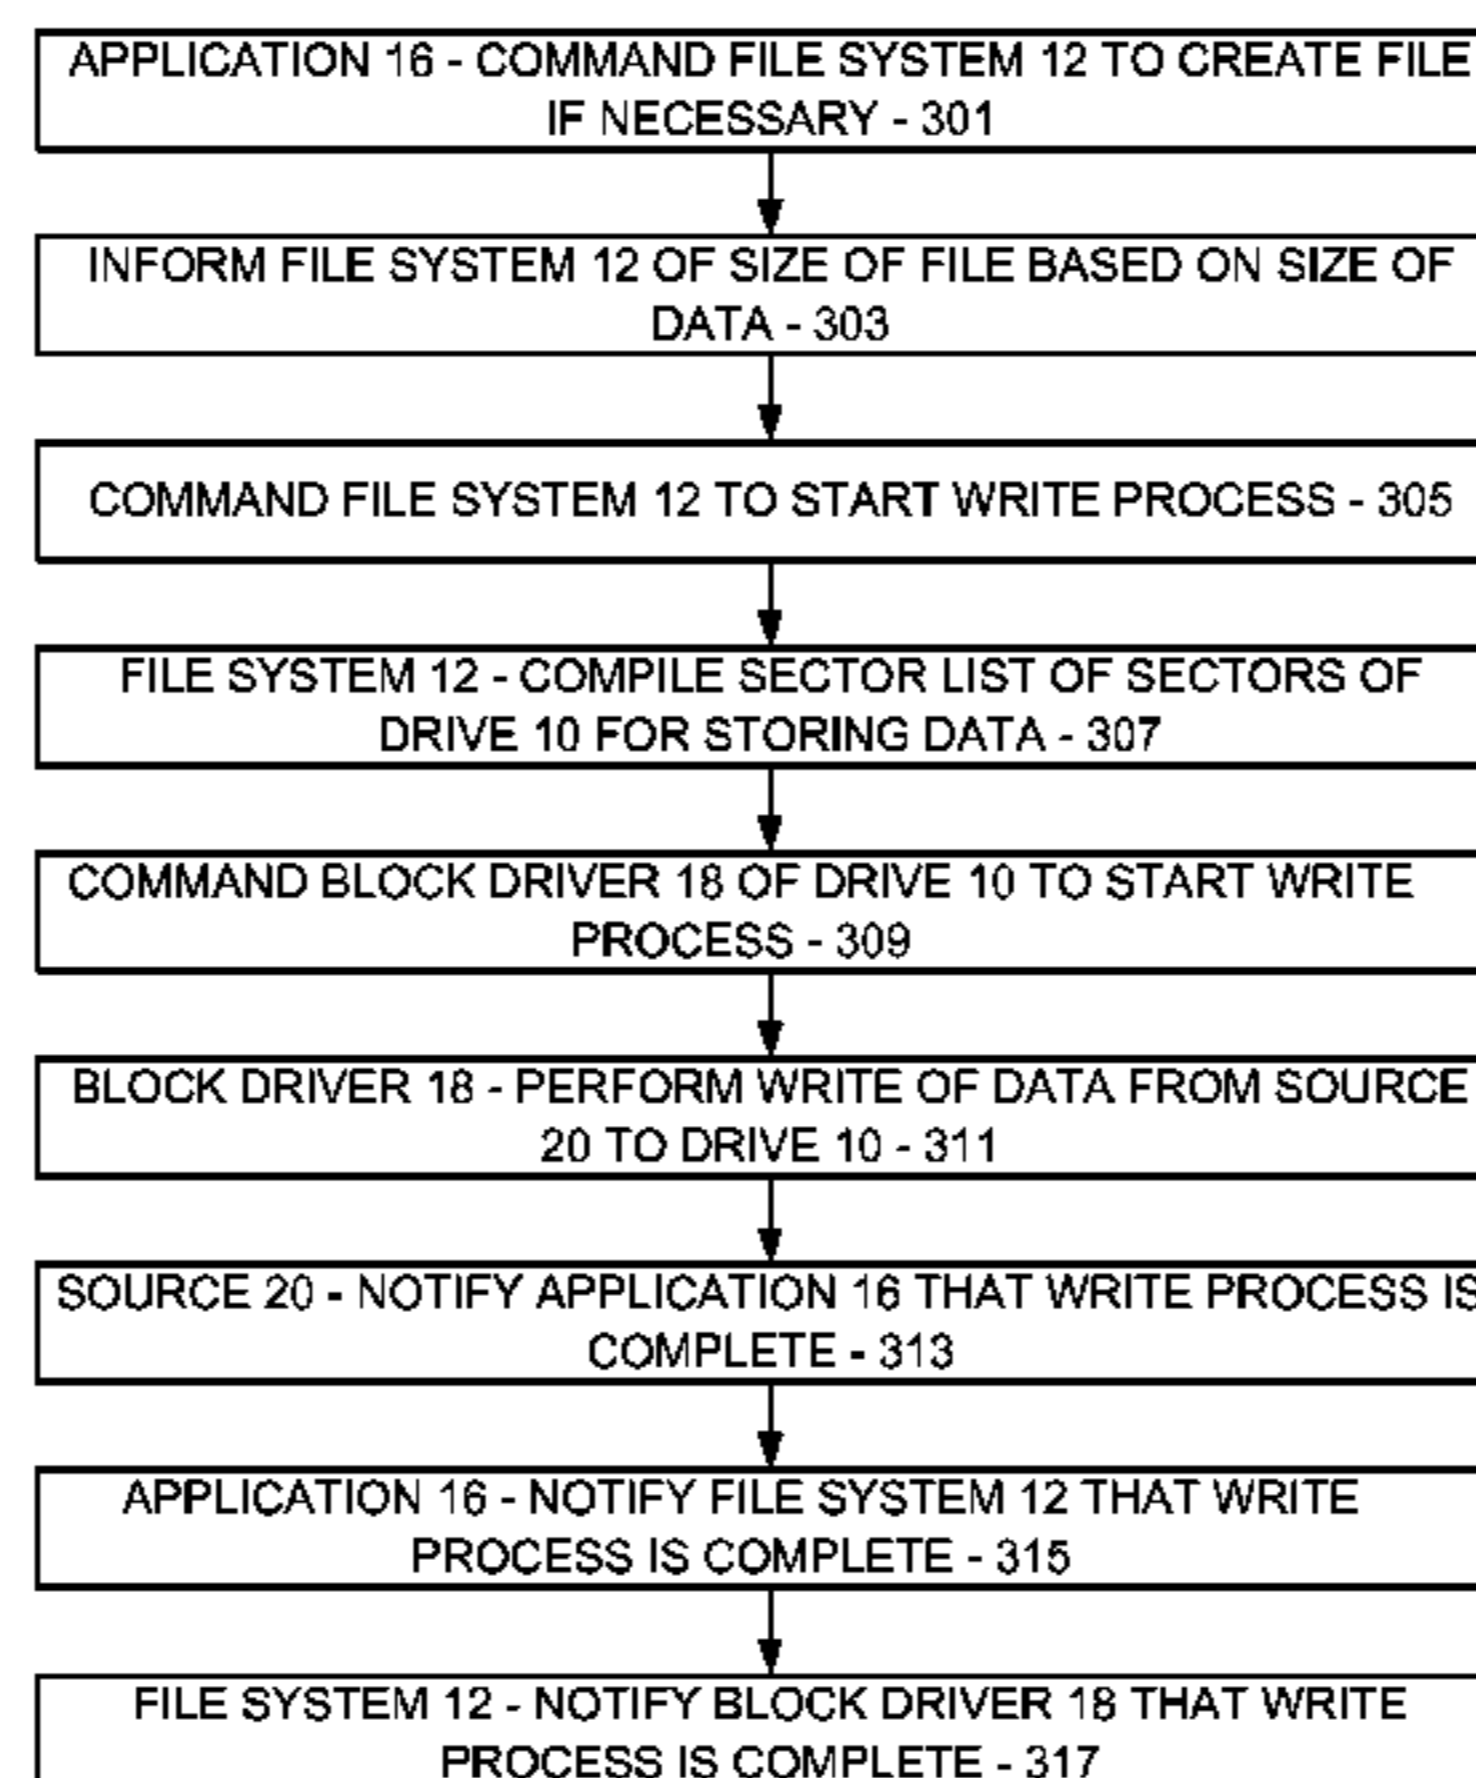 APPLICATION 16 - COMMAND FILE SYSTEM 12 TO CREATE FILE
IF NECESSARY - 301
INFORM FILE SYSTEM 12 OF SIZE OF FILE BASED ON SIZE OF
DATA - 303
COMMAND FILE SYSTEM 12 TO START WRITE PROCESS - 305
FILE SYSTEM 12 - COMPILE SECTOR LIST OF SECTORS OF
DRIVE 10 FOR STORING DATA - 307
COMMAND BLOCK DRIVER 18 OF DRIVE 10 TO START WRITE
PROCESS - 309
BLOCK DRIVER 18 - PERFORM WRITE OF DATA FROM SOURCE
20 TO DRIVE 10 - 311
SOURCE 20 - NOTIFY APPLICATION 16 THAT WRITE PROCESS IS
COMPLETE - 313
APPLICATION 16 - NOTIFY FILE SYSTEM 12 THAT WRITE
PROCESS IS COMPLETE - 315
FILE SYSTEM 12 - NOTIFY BLOCK DRIVER 18 THAT WRITE
PROCESS IS COMPLETE - 317